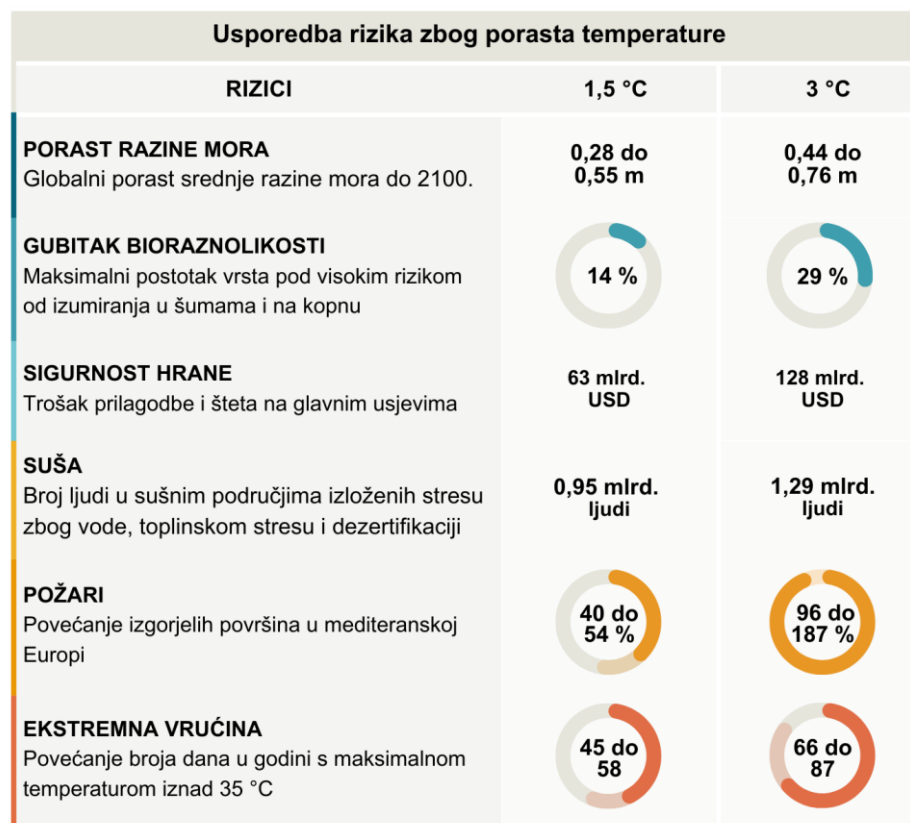 Usporedba rizika zbog porasta temperature
RIZICI
1,5 °C
3 °C
PORAST RAZINE MORA
Globalni porast srednje razine mora do 2100.
0,28 do
0,55 m
0,44 do
0,76 m
GUBITAK BIORAZNOLIKOSTI
Maksimalni postotak vrsta pod visokim rizikom
od izumiranja u šumama i na kopnu
14 %
29 %
SIGURNOST HRANE
Trošak prilagodbe i šteta na glavnim usjevima
63 mlrd.
USD
128 mlrd.
USD
SUŠA
Broj ljudi u sušnim područjima izloženih stresu
zbog vode, toplinskom stresu i dezertifikaciji
0,95 mlrd.
ljudi
1,29 mlrd.
ljudi
POŽARI
Povećanje izgorjelih površina u mediteranskoj
Europi
40 do
54 %
96 do
187 %
EKSTREMNA VRUĆINA
Povećanje broja dana u godini s maksimalnom
temperaturom iznad 35 °C
45 do
58
66 do
87